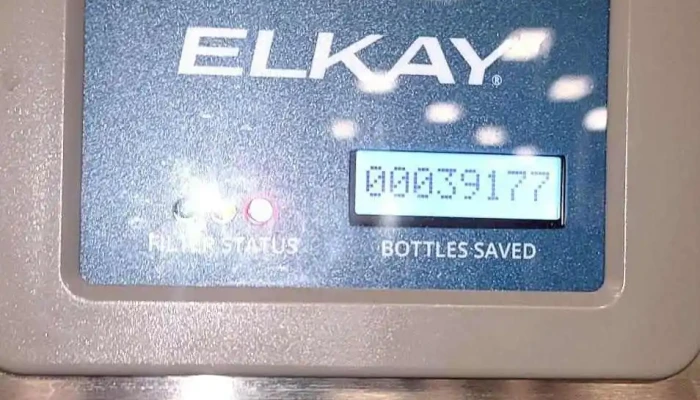 ELKAY®
00039177
FILTER STATUS
BOTTLES SAVED